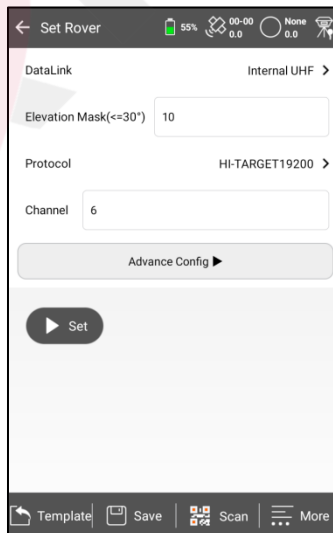 Set Rover 55% 00-00 0.0 None 0.0
DataLink Internal UHF
Elevation Mask(<=30°) 10
Protocol HI-TARGET19200
Channel 6
Advance Config
Set
Template Save Scan More